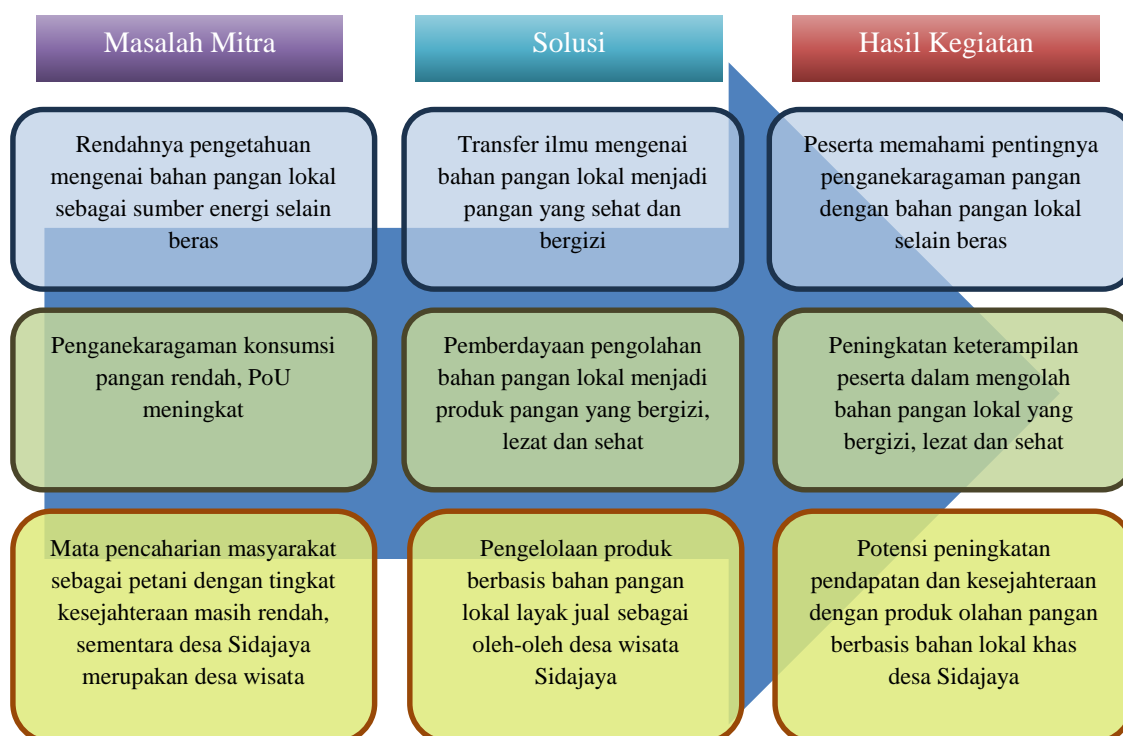 Masalah Mitra
Solusi
Hasil Kegiatan
Rendahnya pengetahuan
mengenai bahan pangan lokal
sebagai sumber energi selain
beras
Transfer ilmu mengenai
bahan pangan lokal menjadi
pangan yang sehat dan
bergizi
Peserta memahami pentingnya
penganekaragaman pangan
dengan bahan pangan lokal
selain beras
Penganekaragaman konsumsi
pangan rendah, PoU
meningkat
Pemberdayaan pengolahan
bahan pangan lokal menjadi
produk pangan yang bergizi,
lezat dan sehat
Peningkatan keterampilan
peserta dalam mengolah
bahan pangan lokal yang
bergizi, lezat dan sehat
Mata pencaharian masyarakat
sebagai petani dengan tingkat
kesejahteraan masih rendah,
sementara desa Sidajaya
merupakan desa wisata
Pengelolaan produk
berbasis bahan pangan
lokal layak jual sebagai
oleh-oleh desa wisata
Sidajaya
Potensi peningkatan
pendapatan dan kesejahteraan
dengan produk olahan pangan
berbasis bahan lokal khas
desa Sidajaya